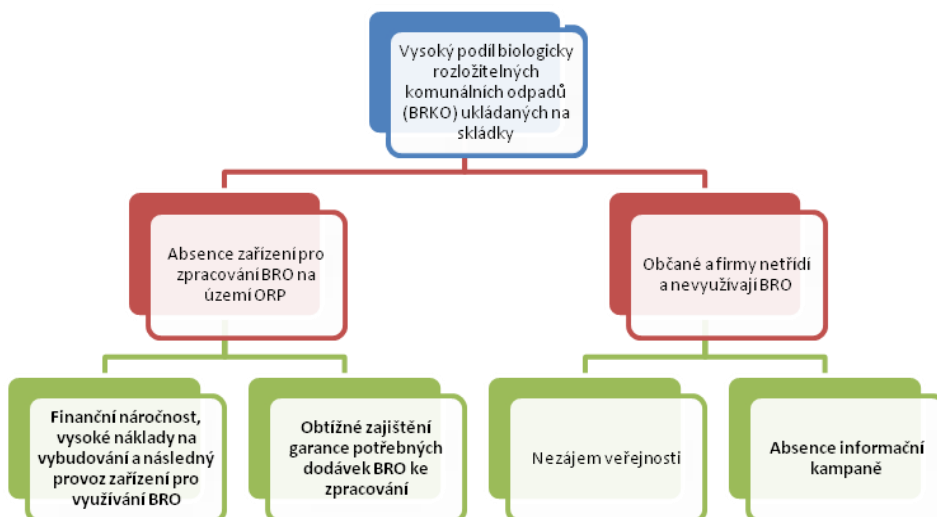 Vysoký podíl biologicky
rozložitelných
komunálních odpadů
(BRKO) ukládaných na
skládky
Absence zařízení pro
zpracování BRO na
území ORP
Občané a firmy netřídí
a nevyužívají BRO
Finanční náročnost,
vysoké náklady na
vybudování a následný
provoz zařízení pro
využívání BRO
Obtížné zajištění
garance potřebných
dodávek BRO ke
zpracování
Nezájem veřejnosti
Absence informační
kampaně